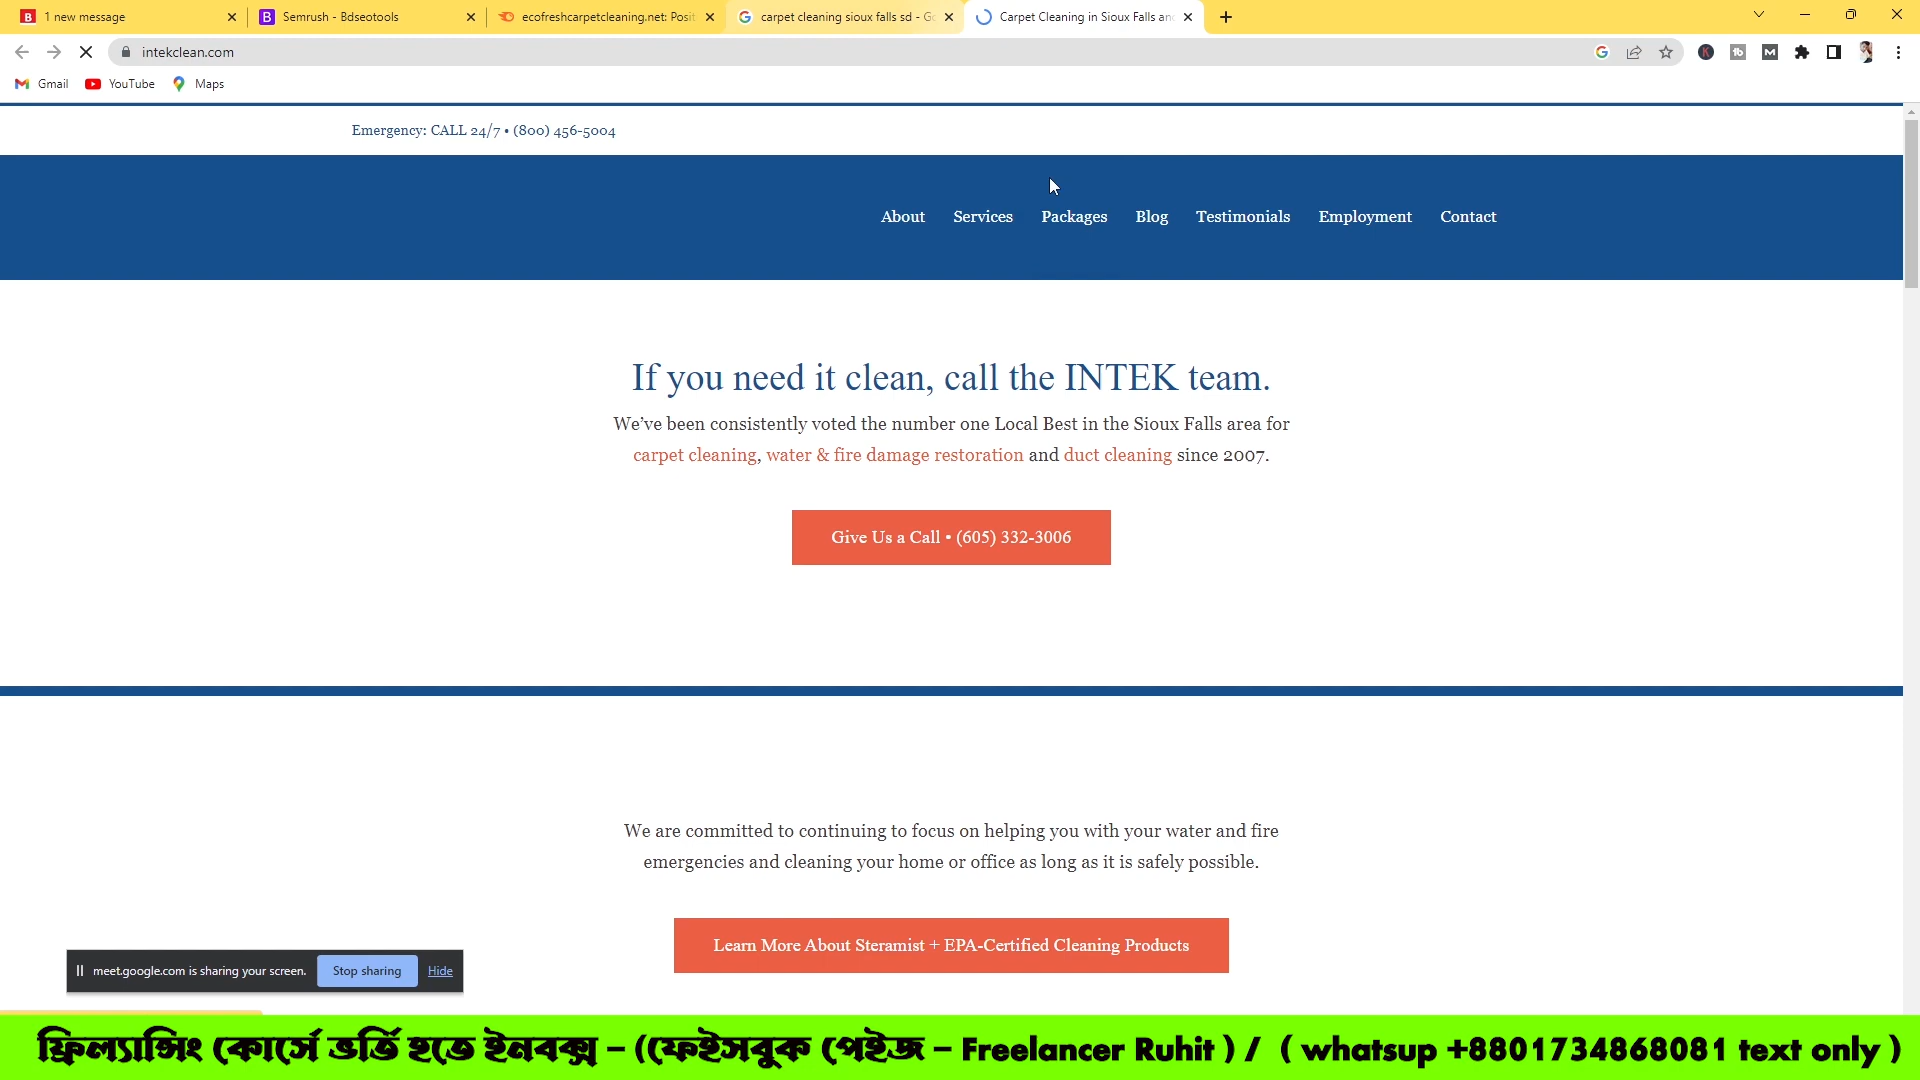 1 new message
Semrush - Bdseotools
ecofreshcarpetcleaning.net: Posit
carpet cleaning sioux falls sd - Go
Carpet Cleaning in Sioux Falls an
intekclean.com
Gmail
YouTube
Maps
Emergency: CALL 24/7 • (800) 456-5004
About Services Packages Blog Testimonials Employment Contact
If you need it clean, call the INTEK team.
We’ve been consistently voted the number one Local Best in the Sioux Falls area for
carpet cleaning, water & fire damage restoration and duct cleaning since 2007.
Give Us a Call • (605) 332-3006
We are committed to continuing to focus on helping you with your water and fire
emergencies and cleaning your home or office as long as it is safely possible.
Learn More About Steramist + EPA-Certified Cleaning Products
meet.google.com is sharing your screen. Stop sharing Hide
ফ্রিল্যান্সিং কোর্সে ভর্তি হতে ইনবক্স – ((ফেইসবুক পেইজ – Freelancer Ruhit ) / ( whatsup +8801734868081 text only )